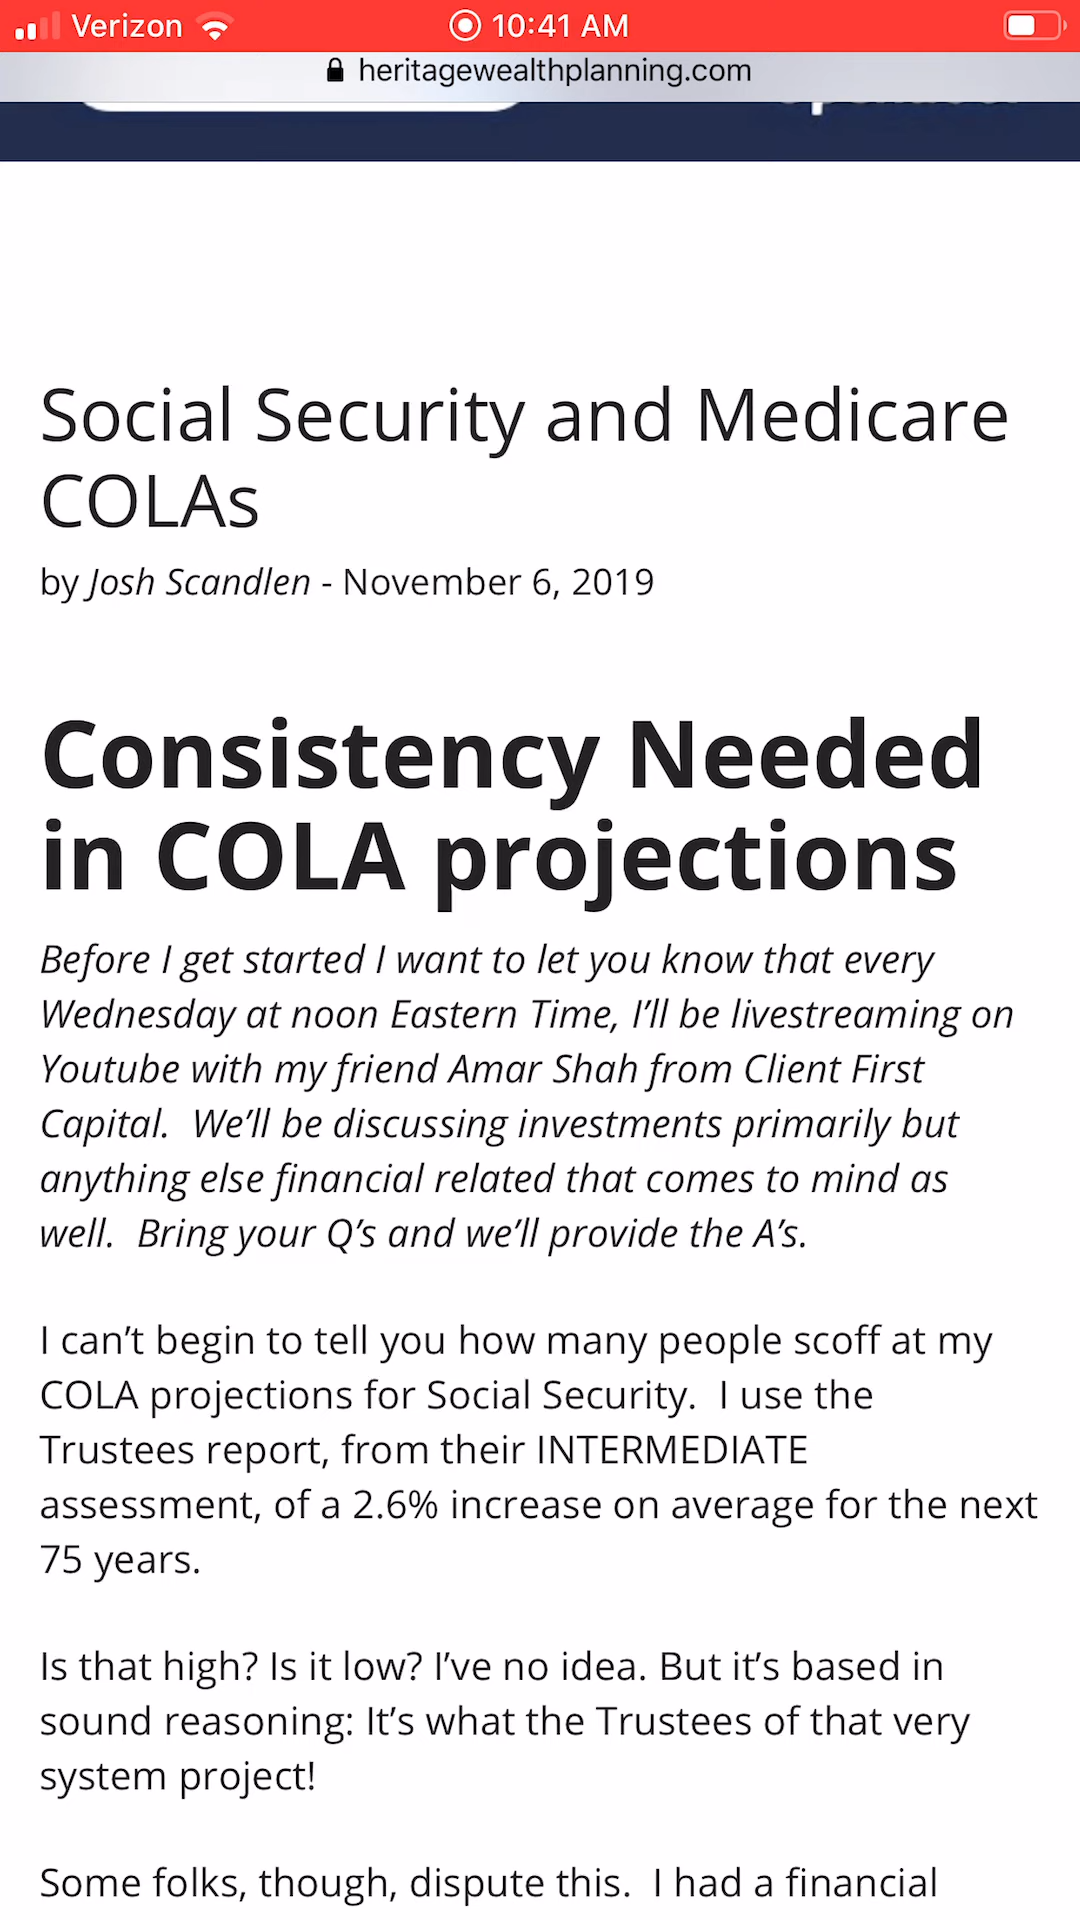 Verizon 10:41 AM
heritagewealthplanning.com
Social Security and Medicare
COLAs
by Josh Scandlen - November 6, 2019
Consistency Needed
in COLA projections
Before I get started I want to let you know that every
Wednesday at noon Eastern Time, I’ll be livestreaming on
Youtube with my friend Amar Shah from Client First
Capital.  We’ll be discussing investments primarily but
anything else financial related that comes to mind as
well.  Bring your Q’s and we’ll provide the A’s.
I can’t begin to tell you how many people scoff at my
COLA projections for Social Security.  I use the
Trustees report, from their INTERMEDIATE
assessment, of a 2.6% increase on average for the next
75 years.
Is that high? Is it low? I’ve no idea. But it’s based in
sound reasoning: It’s what the Trustees of that very
system project!
Some folks, though, dispute this.  I had a financial